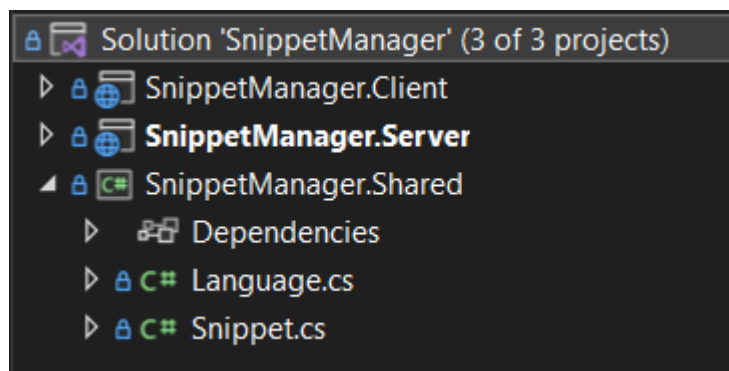 Solution 'SnippetManager' (3 of 3 projects)
SnippetManager.Client
SnippetManager.Server
C# SnippetManager.Shared
Dependencies
C# Language.cs
C# Snippet.cs